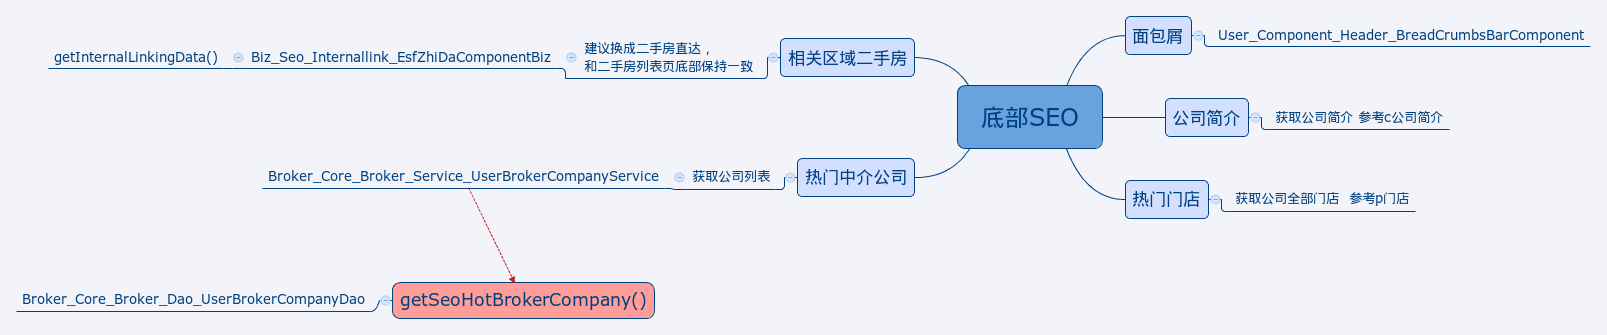 底部SEO
面包屑
User_Component_Header_BreadCrumbsBarComponent
公司简介
获取公司简介 参考c公司简介
热门门店
获取公司全部门店  参考p门店
相关区域二手房
建议换成二手房直达，
和二手房列表页底部保持一致
Biz_Seo_Internallink_EsfZhiDaComponentBiz
getInternalLinkingData()
热门中介公司
获取公司列表
Broker_Core_Broker_Service_UserBrokerCompanyService
getSeoHotBrokerCompany()
Broker_Core_Broker_Dao_UserBrokerCompanyDao